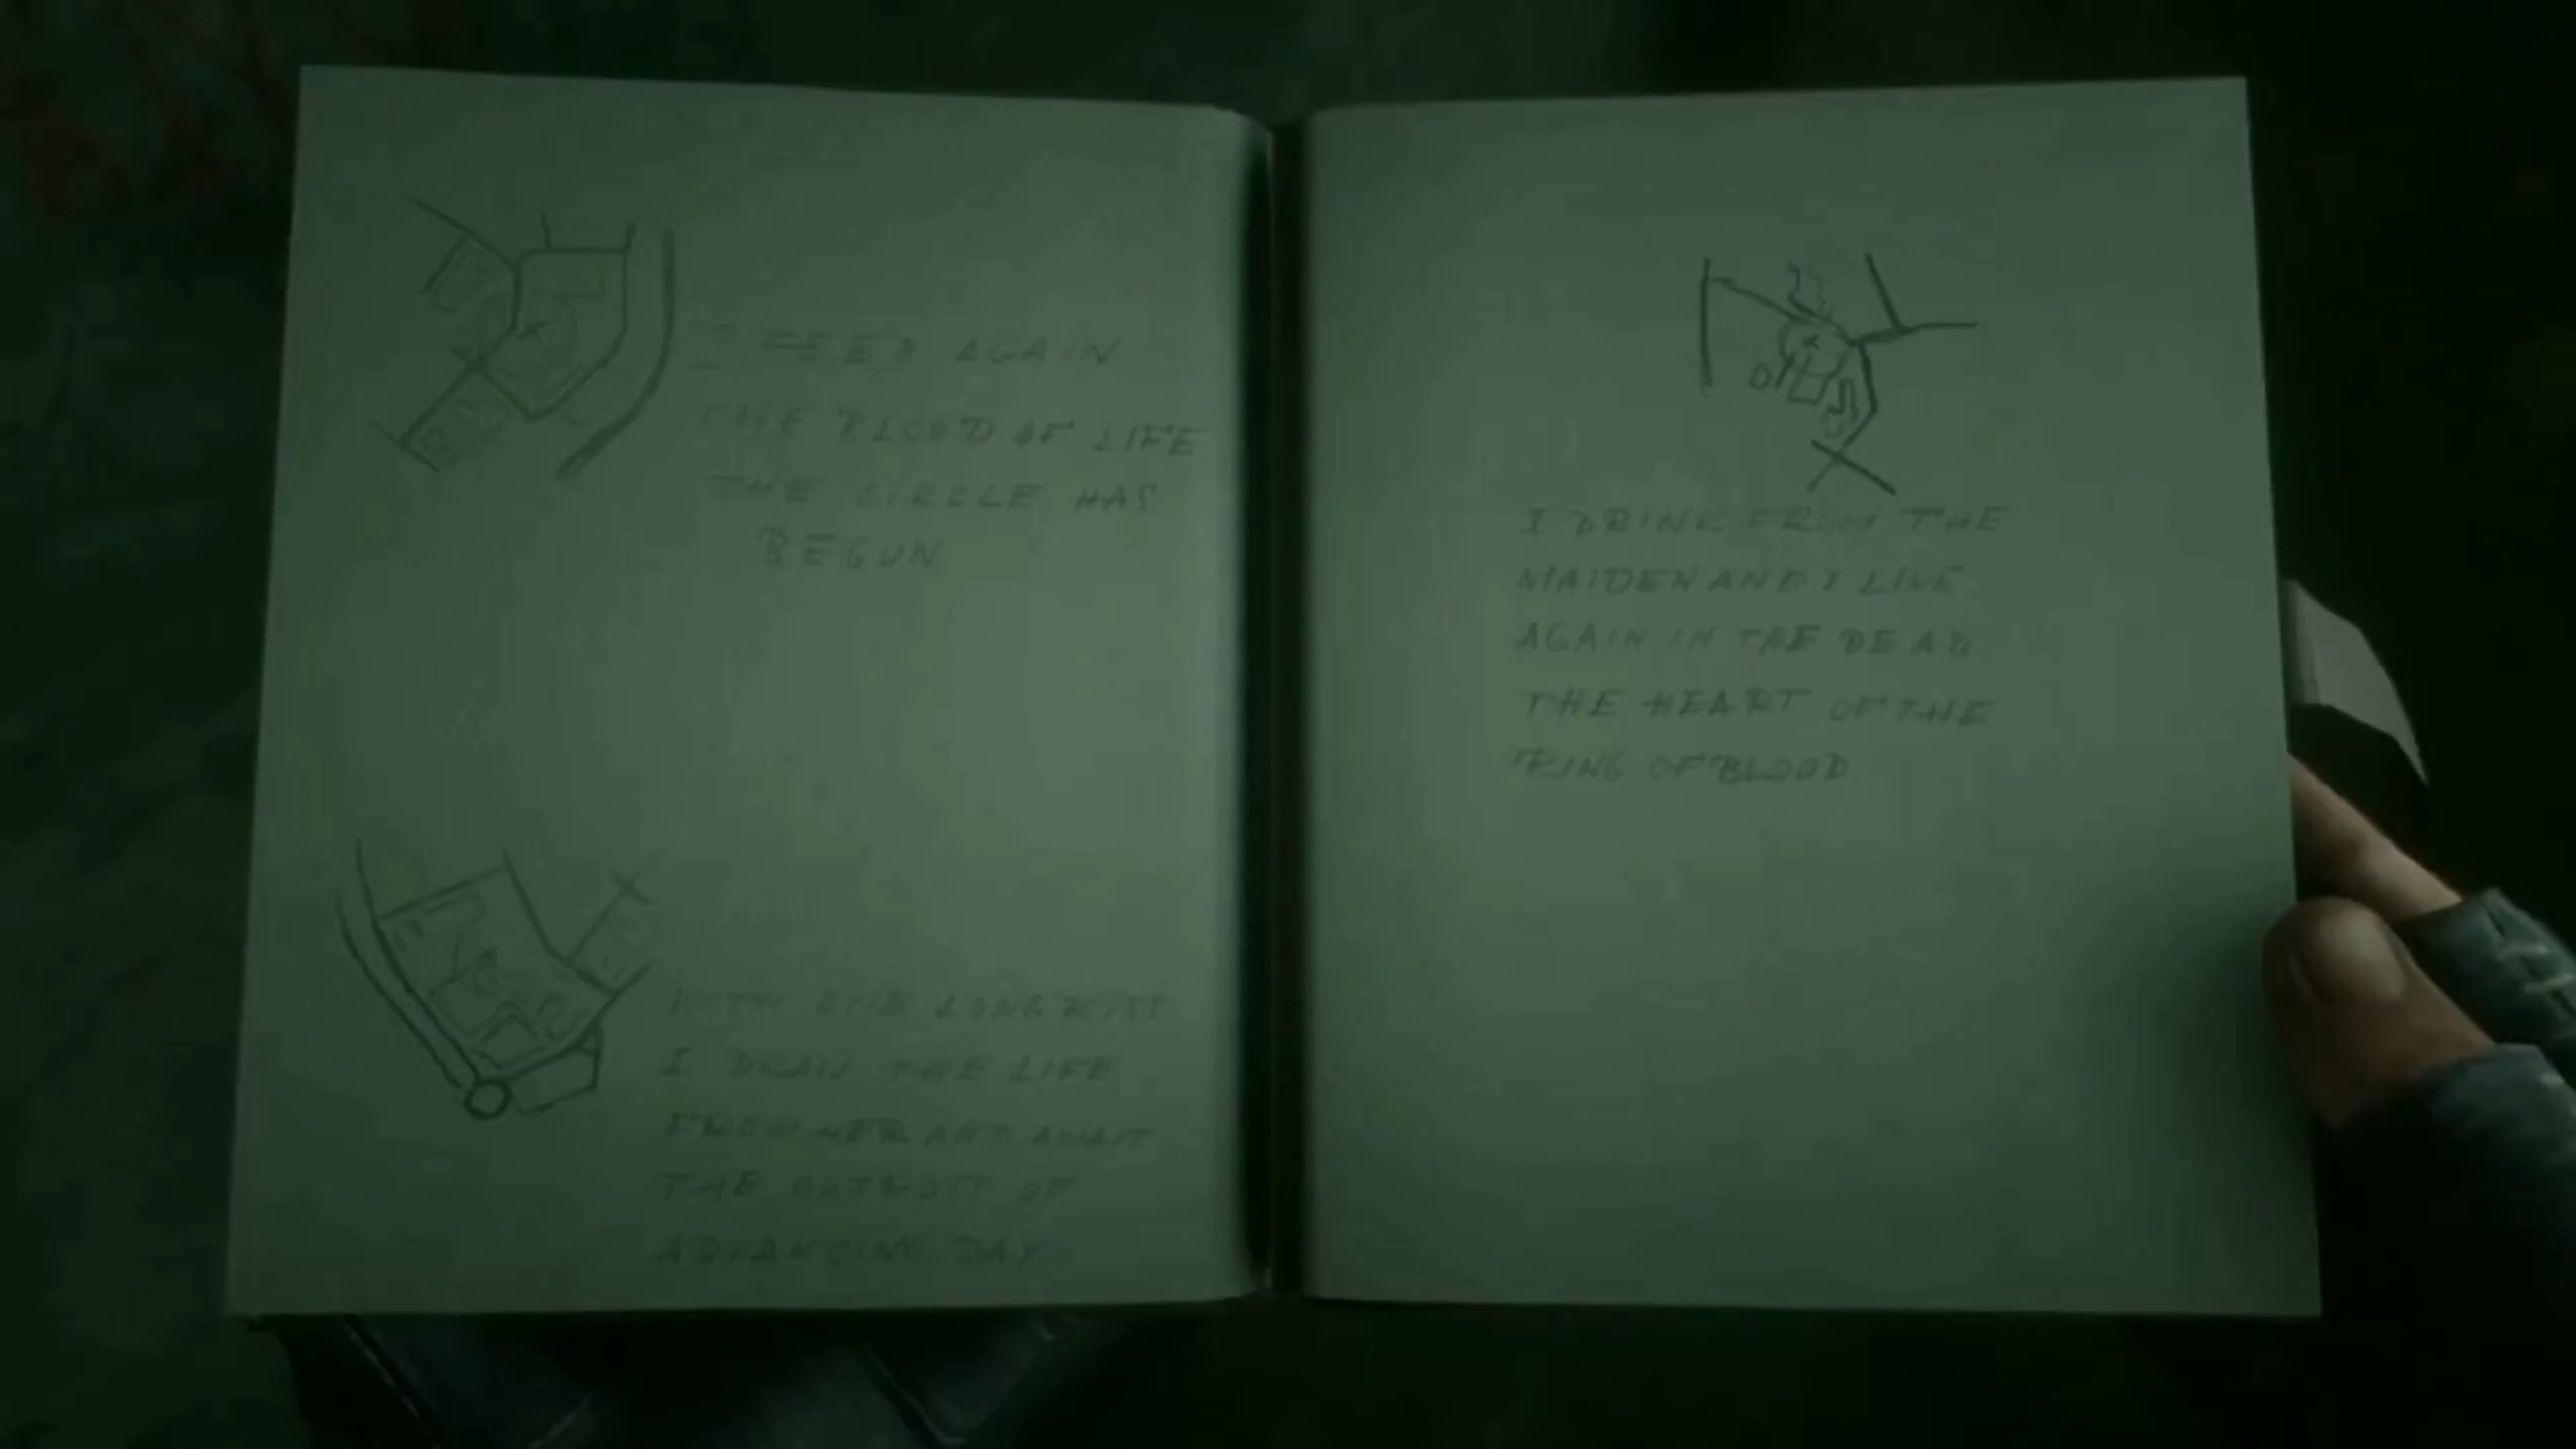 I FEED AGAIN
THE BLOOD OF LIFE
THE CIRCLE HAS
BEGUN
WITH ONE LONG KISS
I DRAW THE LIFE
FROM HER AND AWAIT
THE OUTPOST OF
ADVANCING DAY
I DRINK FROM THE
MAIDEN AND I LIVE
AGAIN IN THE DEAD.
THE HEART OF THE
RING OF BLOOD